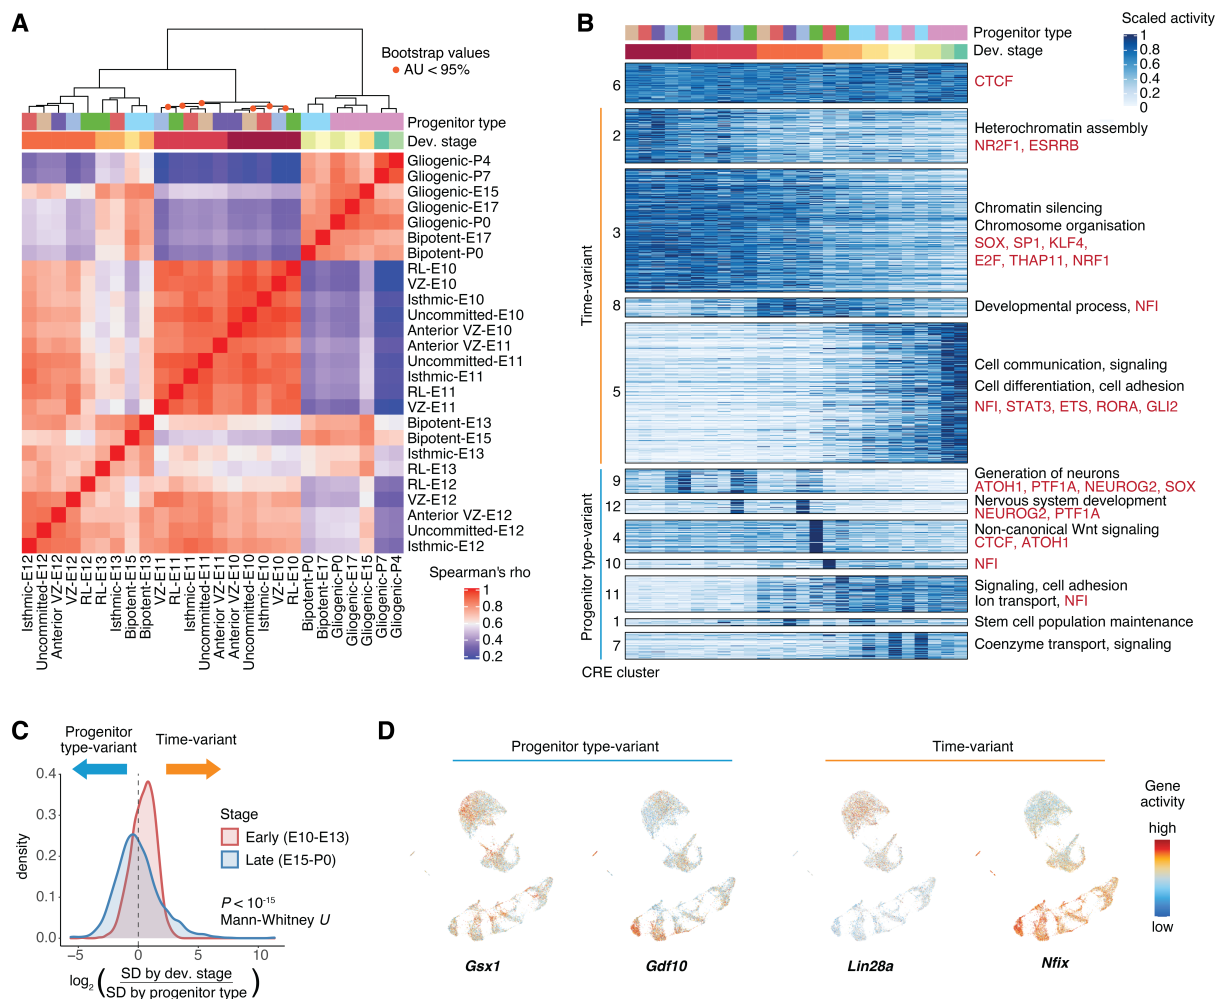 A
Bootstrap values
AU < 95%
Progenitor type
Dev. stage
Gliogenic-P4
Gliogenic-P7
Gliogenic-E15
Gliogenic-E17
Gliogenic-P0
Bipotent-E17
Bipotent-P0
RL-E10
VZ-E10
Isthmic-E10
Uncommitted-E10
Anterior VZ-E10
Anterior VZ-E11
Uncommitted-E11
Isthmic-E11
RL-E11
VZ-E11
Bipotent-E13
Bipotent-E15
Isthmic-E13
RL-E13
RL-E12
VZ-E12
Anterior VZ-E12
Uncommitted-E12
Isthmic-E12
Isthmic-E12
Uncommitted-E12
Anterior VZ-E12
VZ-E12
RL-E12
RL-E13
Isthmic-E13
Bipotent-E15
Bipotent-E13
VZ-E11
RL-E11
Isthmic-E11
Uncommitted-E11
Anterior VZ-E11
Anterior VZ-E10
Uncommitted-E10
Isthmic-E10
VZ-E10
RL-E10
Bipotent-P0
Bipotent-E17
Gliogenic-P0
Gliogenic-E17
Gliogenic-E15
Gliogenic-P7
Gliogenic-P4
Spearman's rho
1
0.8
0.6
0.4
0.2
B
Scaled activity
1
0.8
0.6
0.4
0.2
0
Progenitor type
Dev. stage
6
CTCF
Time-variant
2
Heterochromatin assembly
NR2F1, ESRRB
3
Chromatin silencing
Chromosome organisation
SOX, SP1, KLF4,
E2F, THAP11, NRF1
8
Developmental process, NFI
5
Cell communication, signaling
Cell differentiation, cell adhesion
NFI, STAT3, ETS, RORA, GLI2
Progenitor type-variant
9
Generation of neurons
ATOH1, PTF1A, NEUROG2, SOX
12
Nervous system development
NEUROG2, PTF1A
4
Non-canonical Wnt signaling
CTCF, ATOH1
10
NFI
11
Signaling, cell adhesion
Ion transport, NFI
1
Stem cell population maintenance
7
Coenzyme transport, signaling
CRE cluster
C
Progenitor
type-variant
Time-variant
0.4
0.3
0.2
0.1
0.0
density
Stage
Early (E10-E13)
Late (E15-P0)
P < 10-15
Mann-Whitney U
−5
0
5
10
log2 ( SD by dev. stage
SD by progenitor type )
D
Progenitor type-variant
Time-variant
Gene
activity
high
low
Gsx1
Gdf10
Lin28a
Nfix